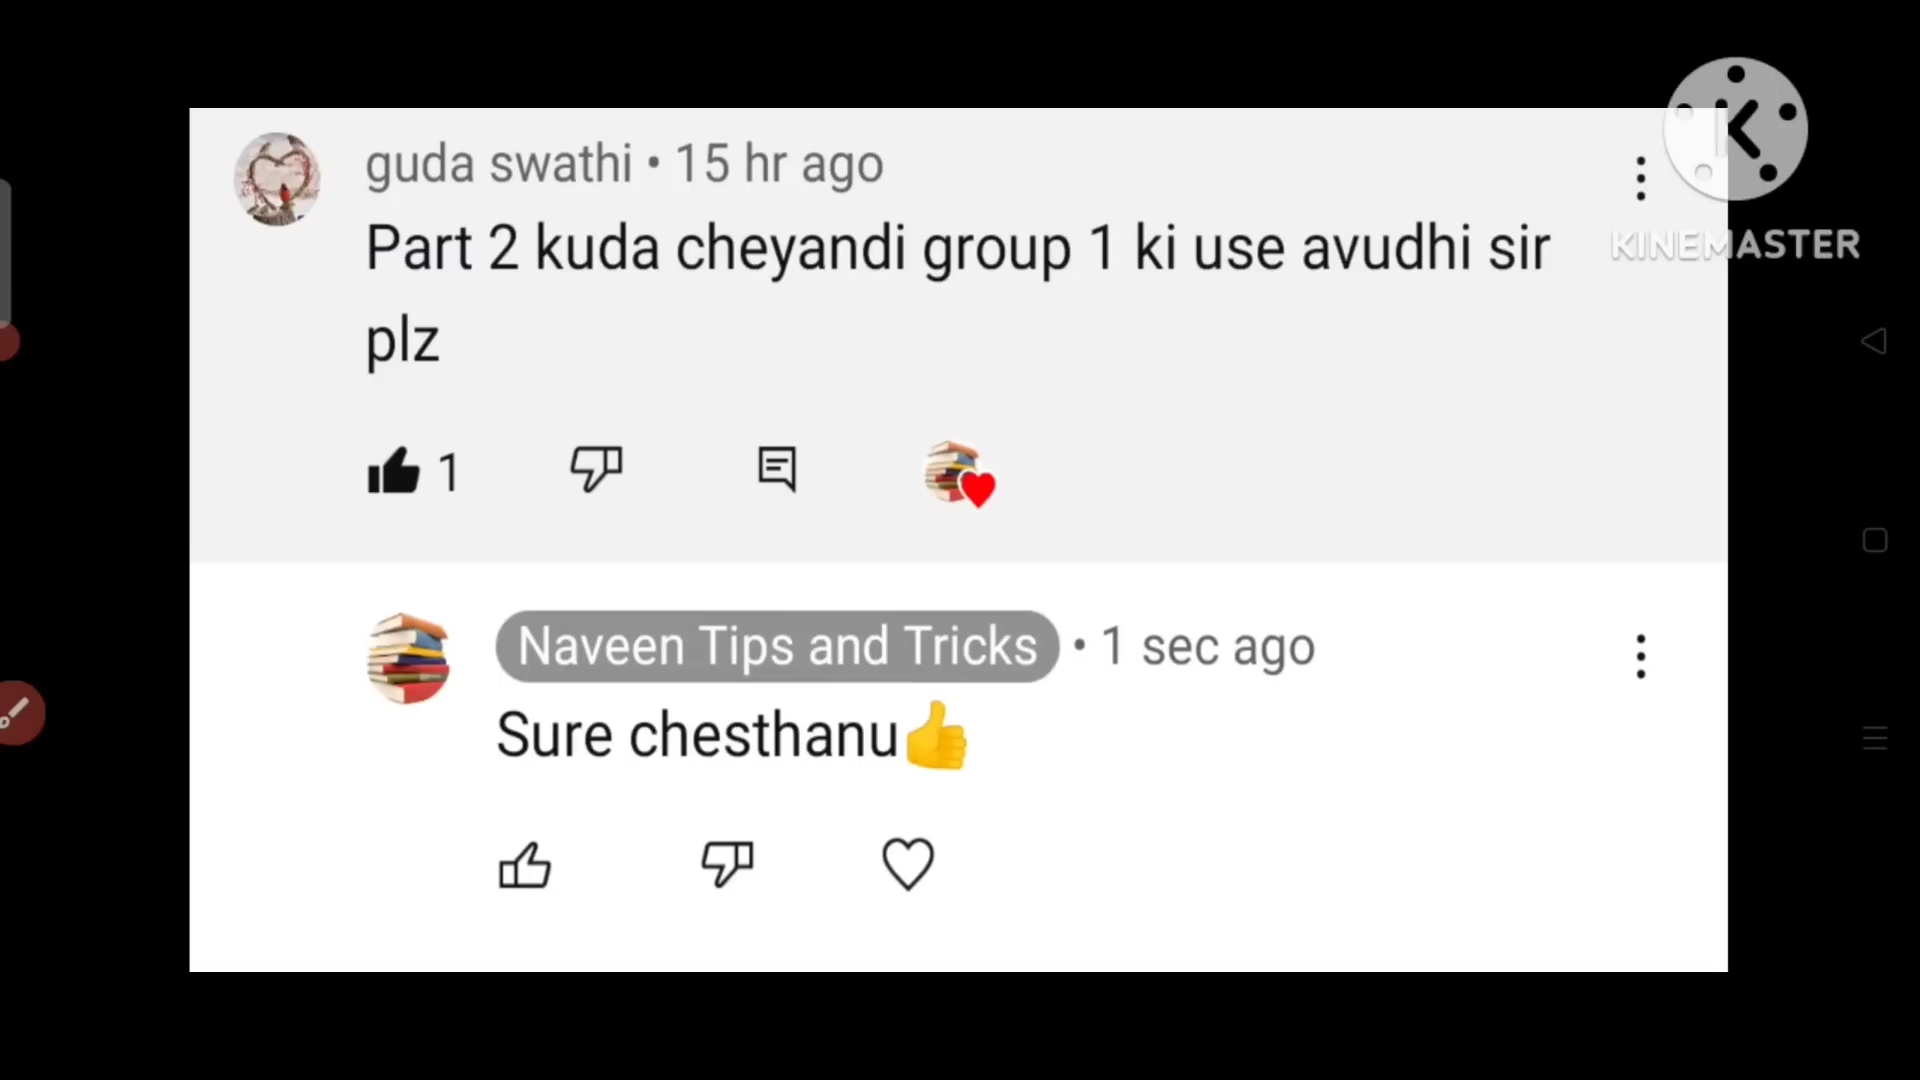 guda swathi • 15 hr ago
Part 2 kuda cheyandi group 1 ki use avudhi sir
plz
1
Naveen Tips and Tricks • 1 sec ago
Sure chesthanu👍
K
KINEMASTER